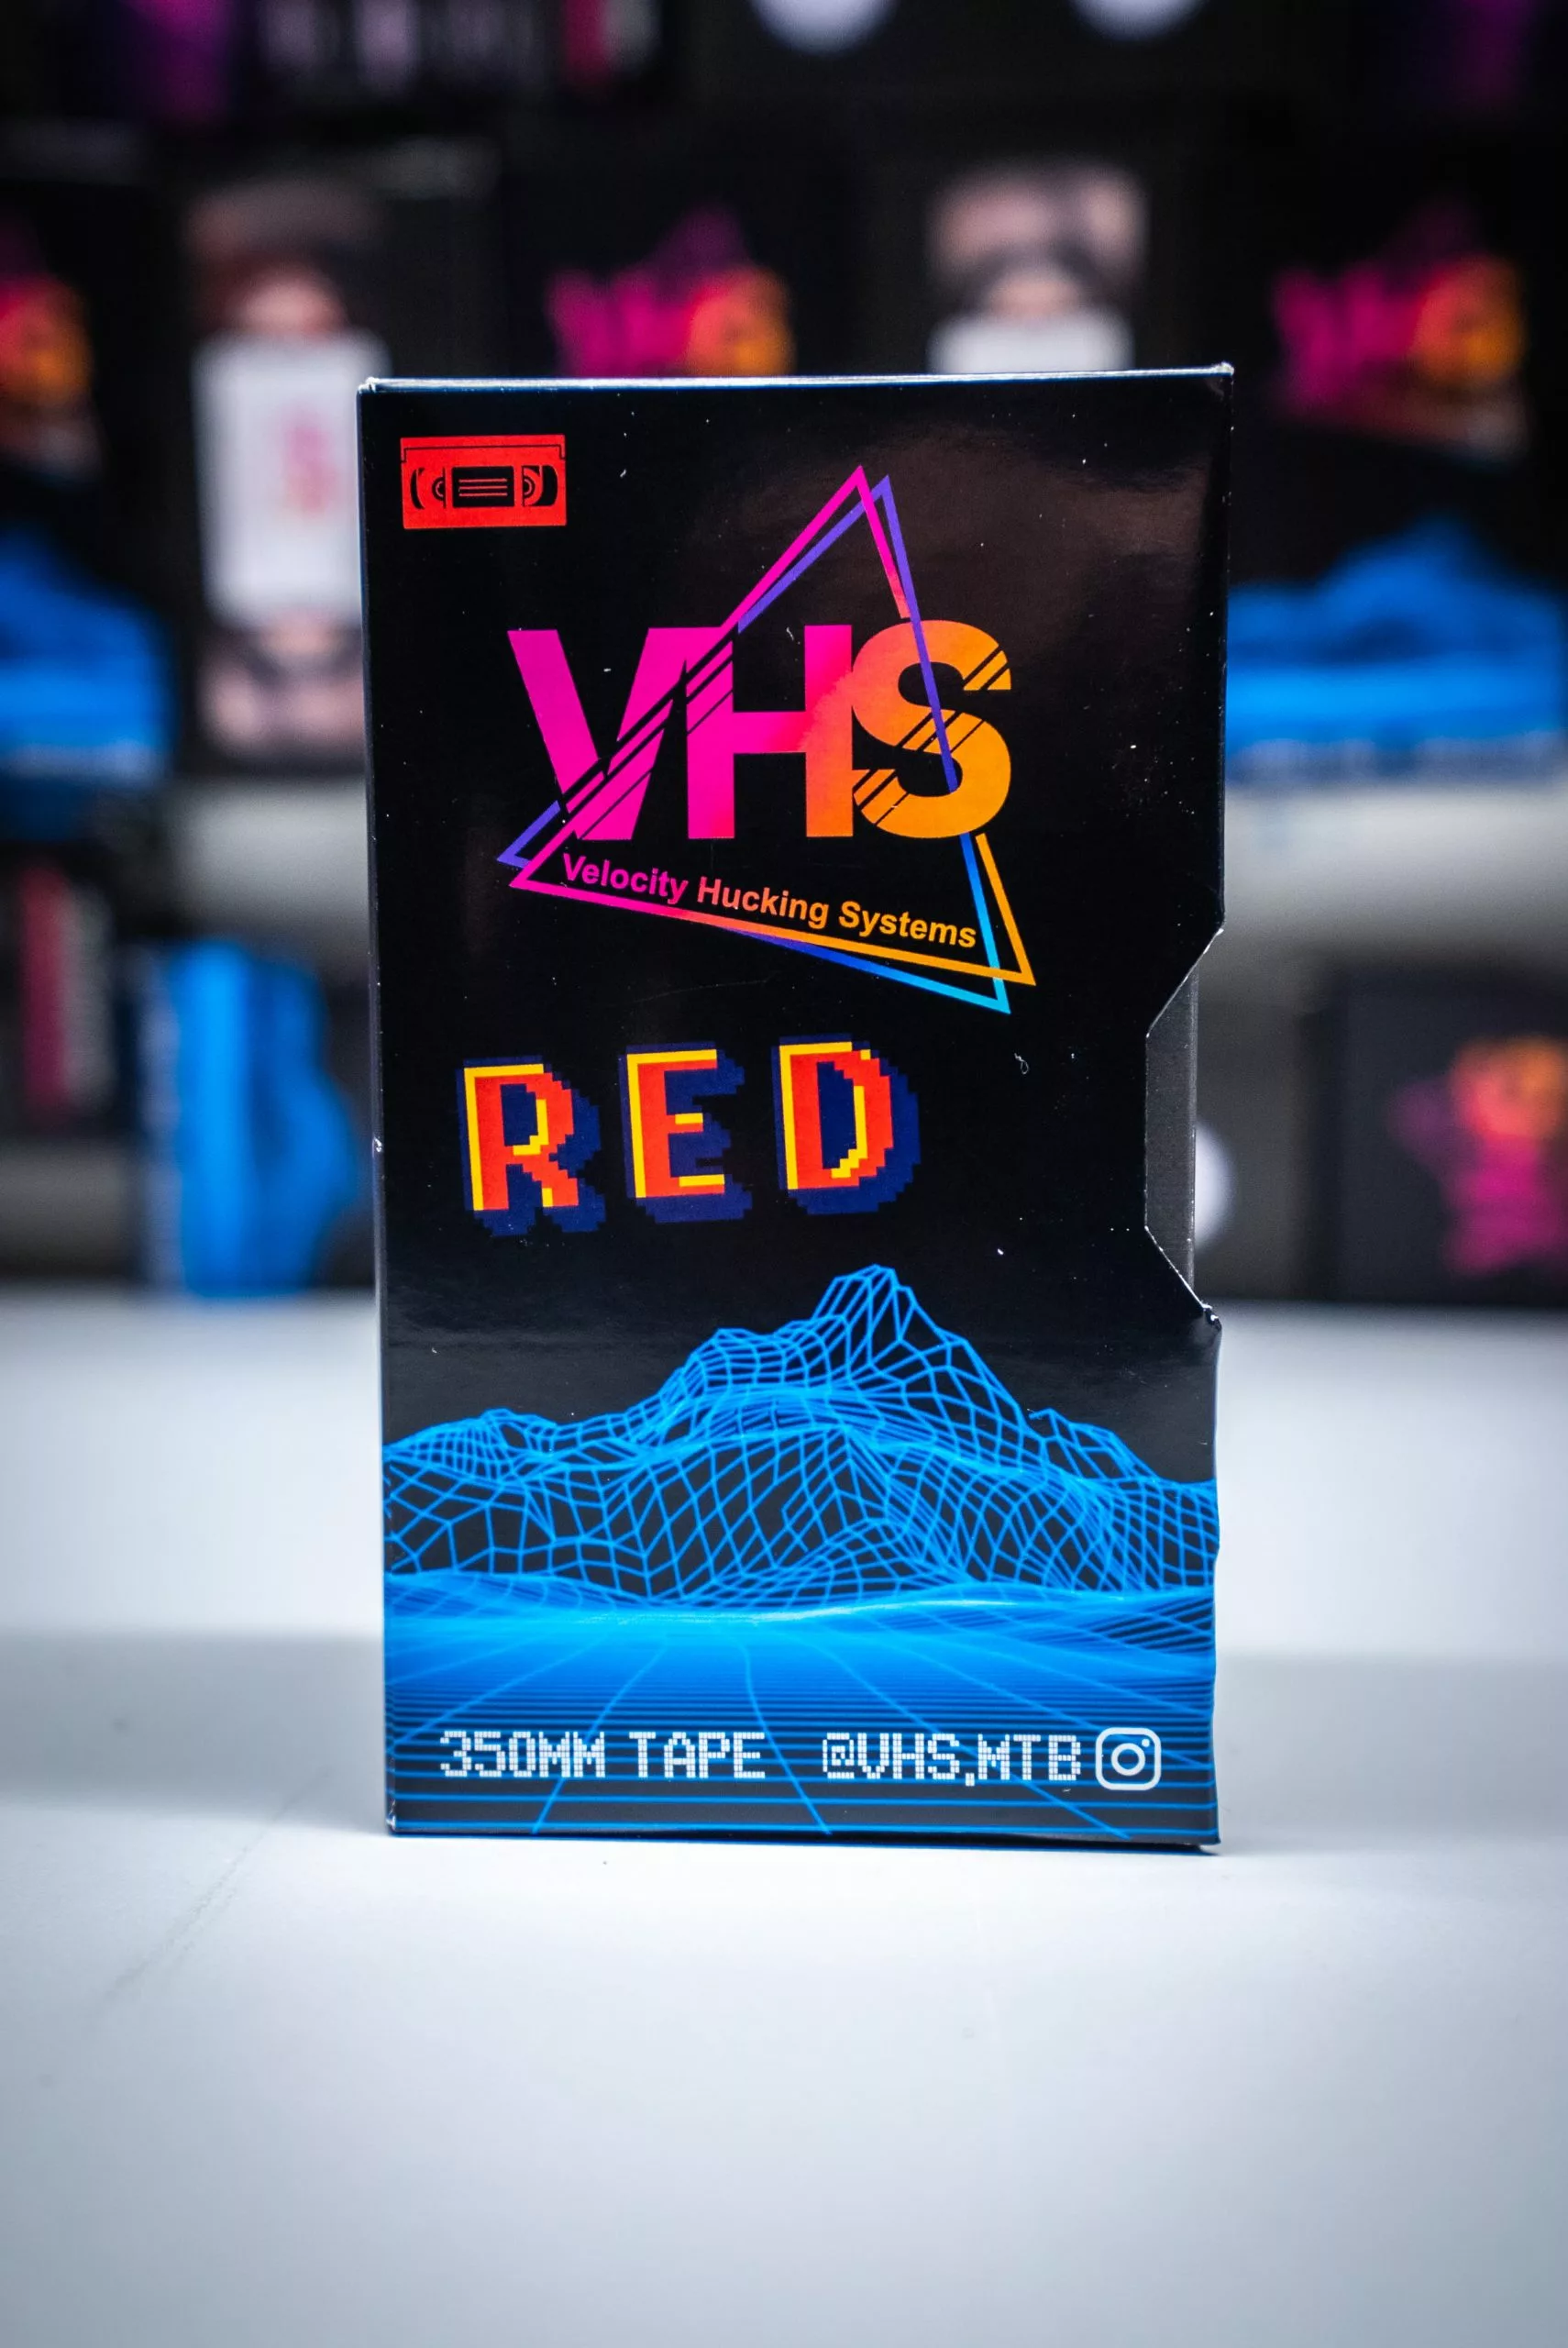 VHS
Velocity Hucking Systems
RED
350MM TAPE @VHS,MTB